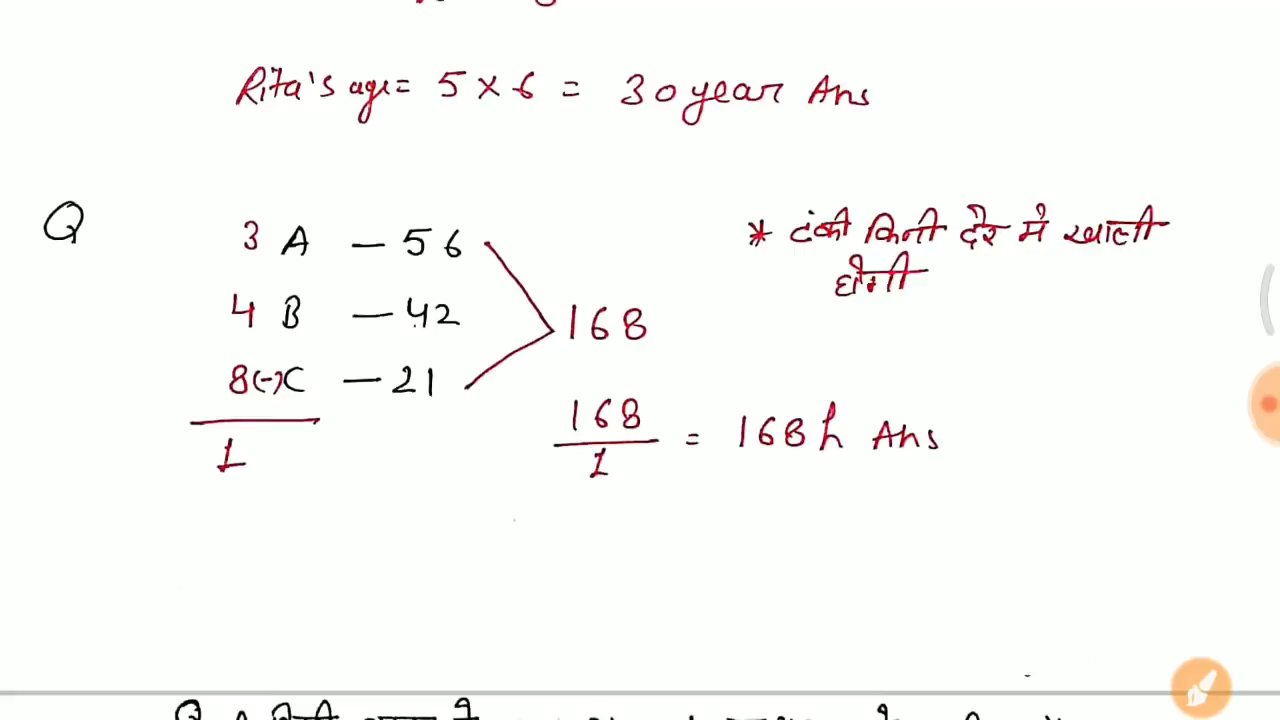 Rita's age = 5 × 6 = 30 year Ans
Q
3 A — 56
* टंकी कितनी देर में खाली
होगी
4 B — 42
168
8(-)C — 21
1
168/1 = 168h Ans
Q